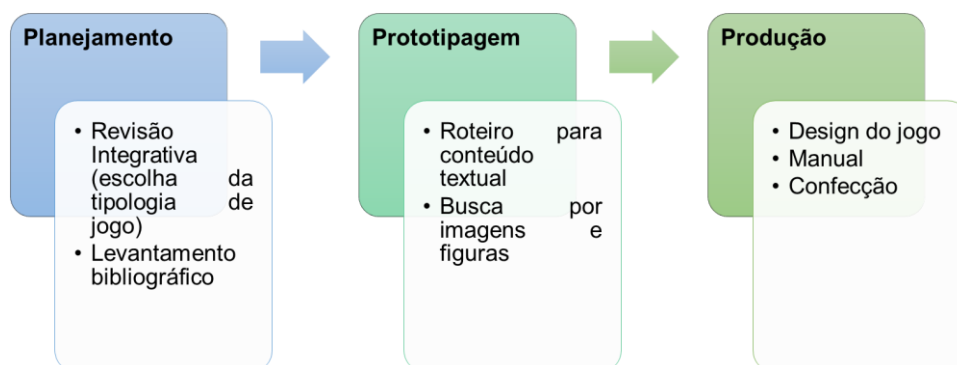 Planejamento
• Revisão
Integrativa
(escolha da
tipologia de
jogo)
• Levantamento
bibliográfico
Prototipagem
• Roteiro para
conteúdo
textual
• Busca por
imagens e
figuras
Produção
• Design do jogo
• Manual
• Confecção